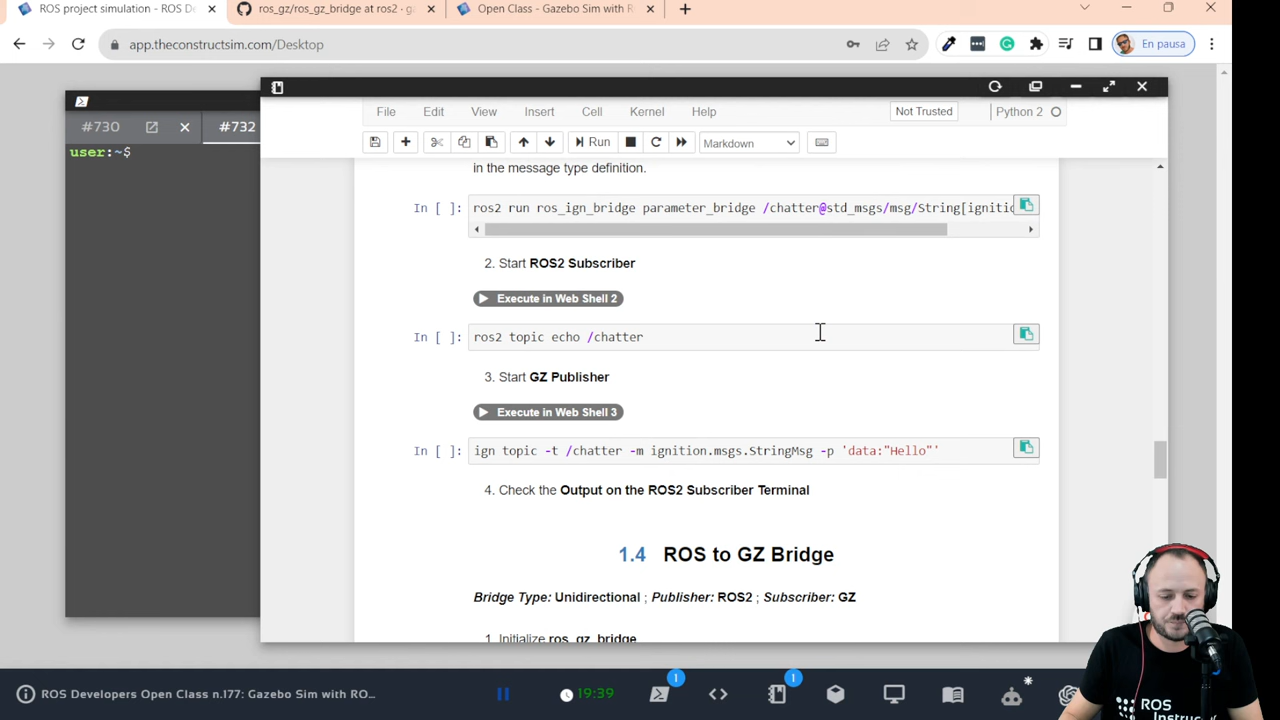 ROS project simulation - ROS De
ros_gz/ros_gz_bridge at ros2 · g
Open Class - Gazebo Sim with R
app.theconstructsim.com/Desktop
En pausa
#730
#732
user:~$
File Edit View Insert Cell Kernel Help
Not Trusted
Python 2
Run
Markdown
in the message type definition.
In [ ]: ros2 run ros_ign_bridge parameter_bridge /chatter@std_msgs/msg/String[ignitio
2. Start ROS2 Subscriber
Execute in Web Shell 2
In [ ]: ros2 topic echo /chatter
3. Start GZ Publisher
Execute in Web Shell 3
In [ ]: ign topic -t /chatter -m ignition.msgs.StringMsg -p 'data:"Hello"'
4. Check the Output on the ROS2 Subscriber Terminal
1.4 ROS to GZ Bridge
Bridge Type: Unidirectional ; Publisher: ROS2 ; Subscriber: GZ
1. Initialize ros_gz_bridge
ROS Developers Open Class n.177: Gazebo Sim with RO...
19:39
1
1
ROS
Instructor